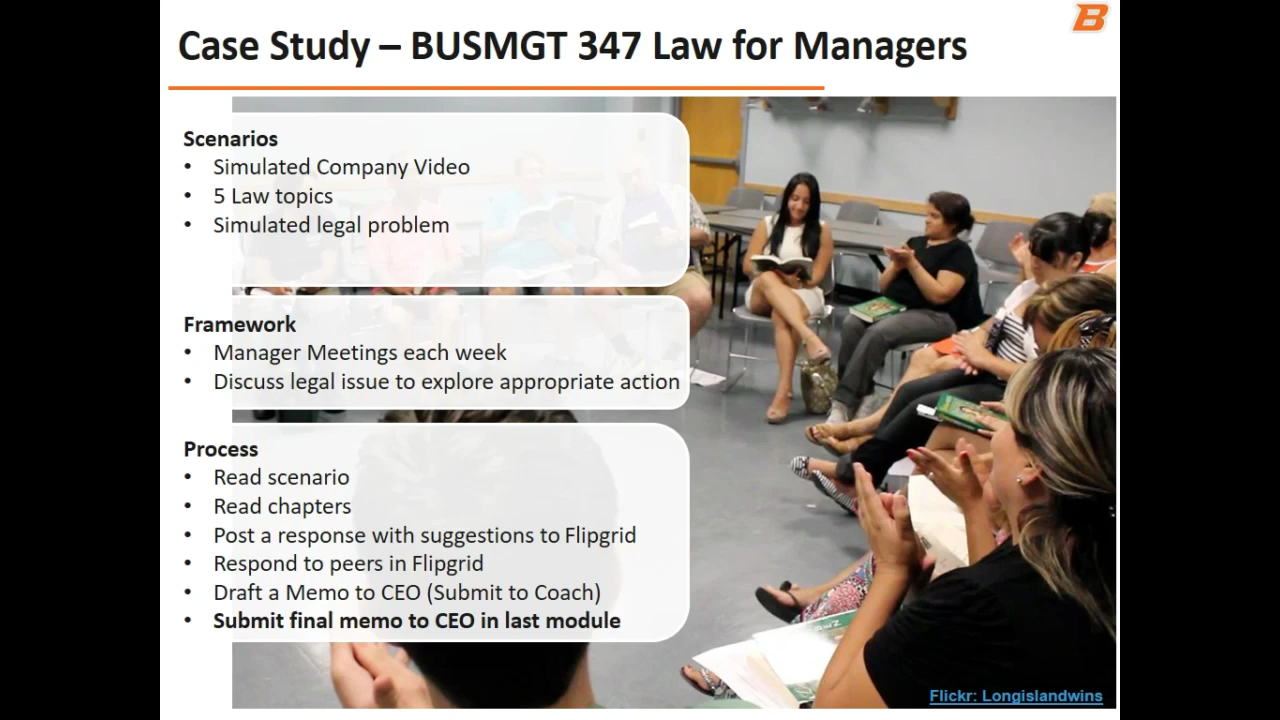 B
Case Study – BUSMGT 347 Law for Managers
Scenarios
• Simulated Company Video
• 5 Law topics
• Simulated legal problem
Framework
• Manager Meetings each week
• Discuss legal issue to explore appropriate action
Process
• Read scenario
• Read chapters
• Post a response with suggestions to Flipgrid
• Respond to peers in Flipgrid
• Draft a Memo to CEO (Submit to Coach)
• Submit final memo to CEO in last module
Flickr: Longislandwins